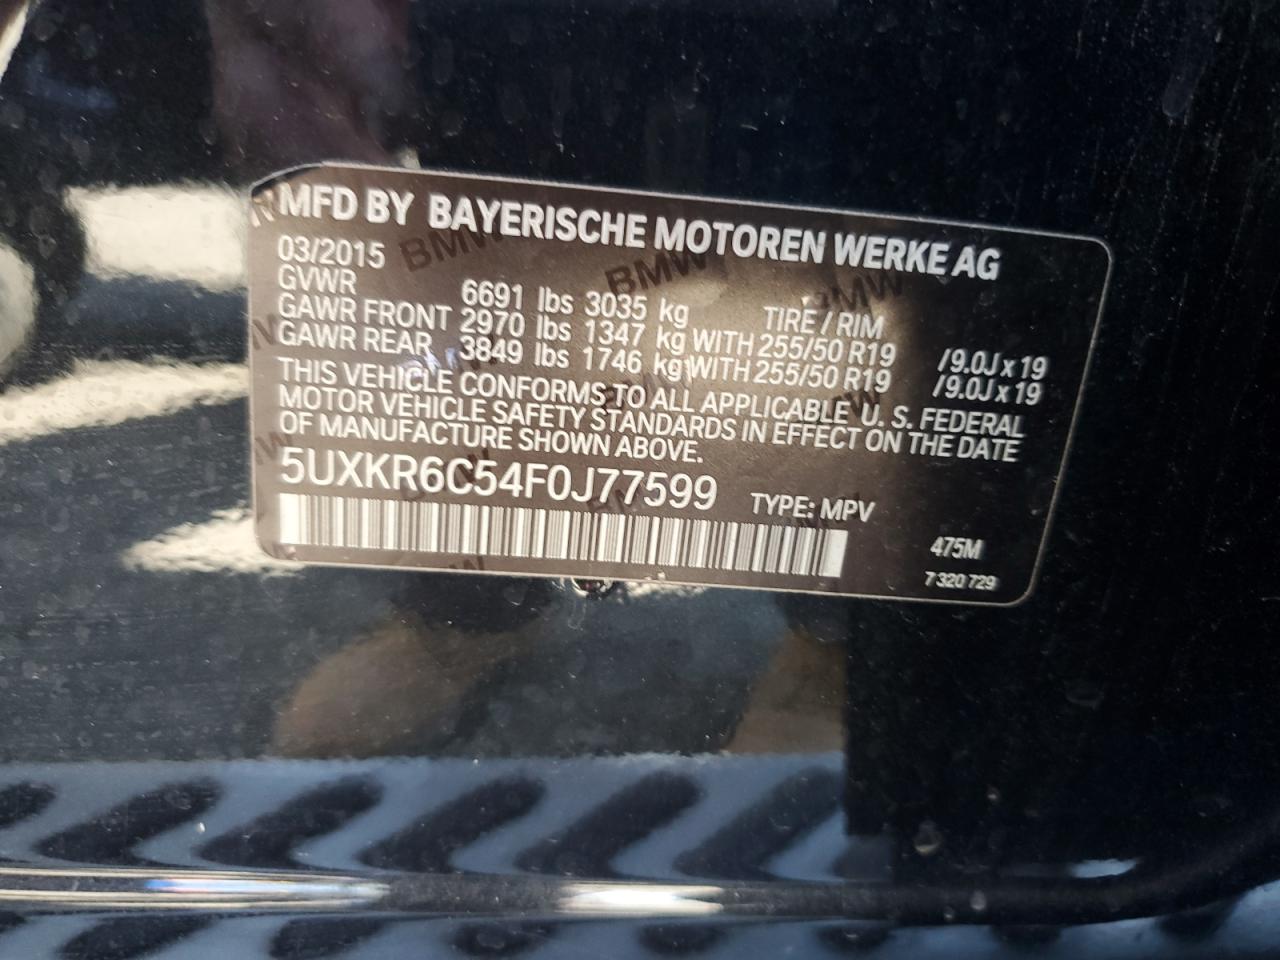 MFD BY BAYERISCHE MOTOREN WERKE AG
03/2015
GVWR 6691 lbs 3035 kg TIRE / RIM
GAWR FRONT 2970 lbs 1347 kg WITH 255/50 R19 /9.0J x 19
GAWR REAR 3849 lbs 1746 kg WITH 255/50 R19 /9.0J x 19
THIS VEHICLE CONFORMS TO ALL APPLICABLE U. S. FEDERAL
MOTOR VEHICLE SAFETY STANDARDS IN EFFECT ON THE DATE
OF MANUFACTURE SHOWN ABOVE.
5UXKR6C54F0J77599 TYPE: MPV
475M
7 320 729